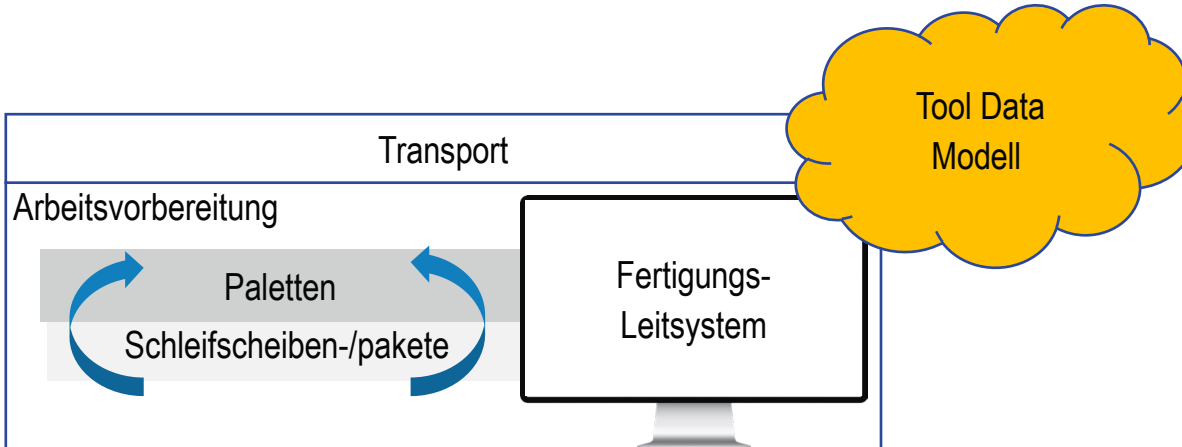 Tool Data
Modell
Transport
Arbeitsvorbereitung
Paletten
Schleifscheiben-/pakete
Fertigungs-
Leitsystem